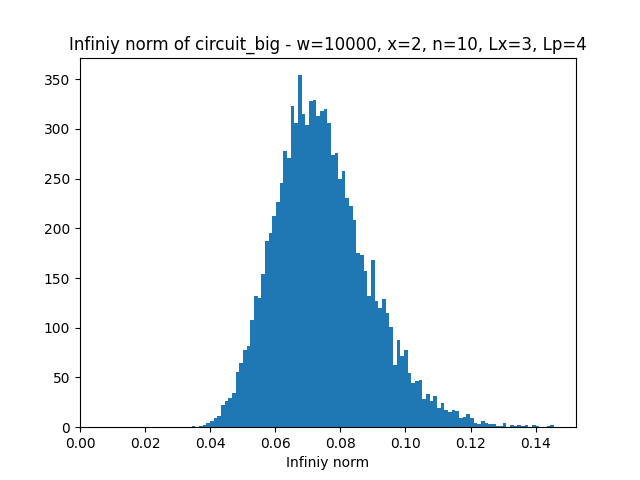 Infiniy norm of circuit_big - w=10000, x=2, n=10, Lx=3, Lp=4
350
300
250
200
150
100
50
0
0.00 0.02 0.04 0.06 0.08 0.10 0.12 0.14
Infiniy norm